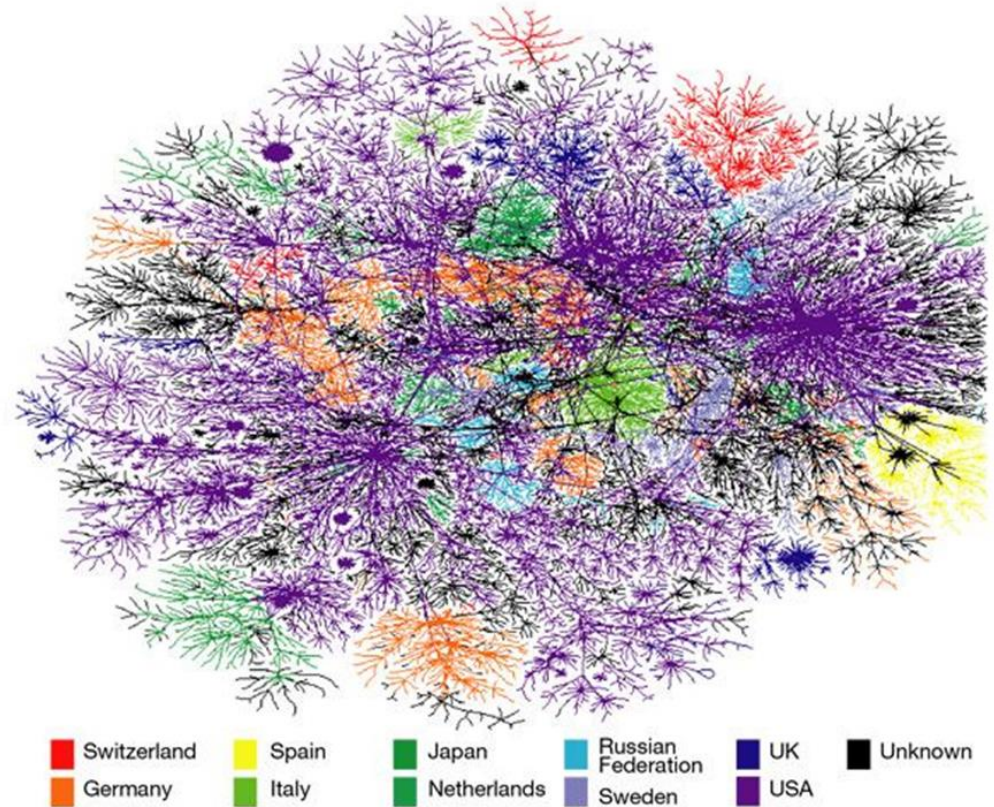 Switzerland
Germany
Spain
Italy
Japan
Netherlands
Russian
Federation
Sweden
UK
USA
Unknown